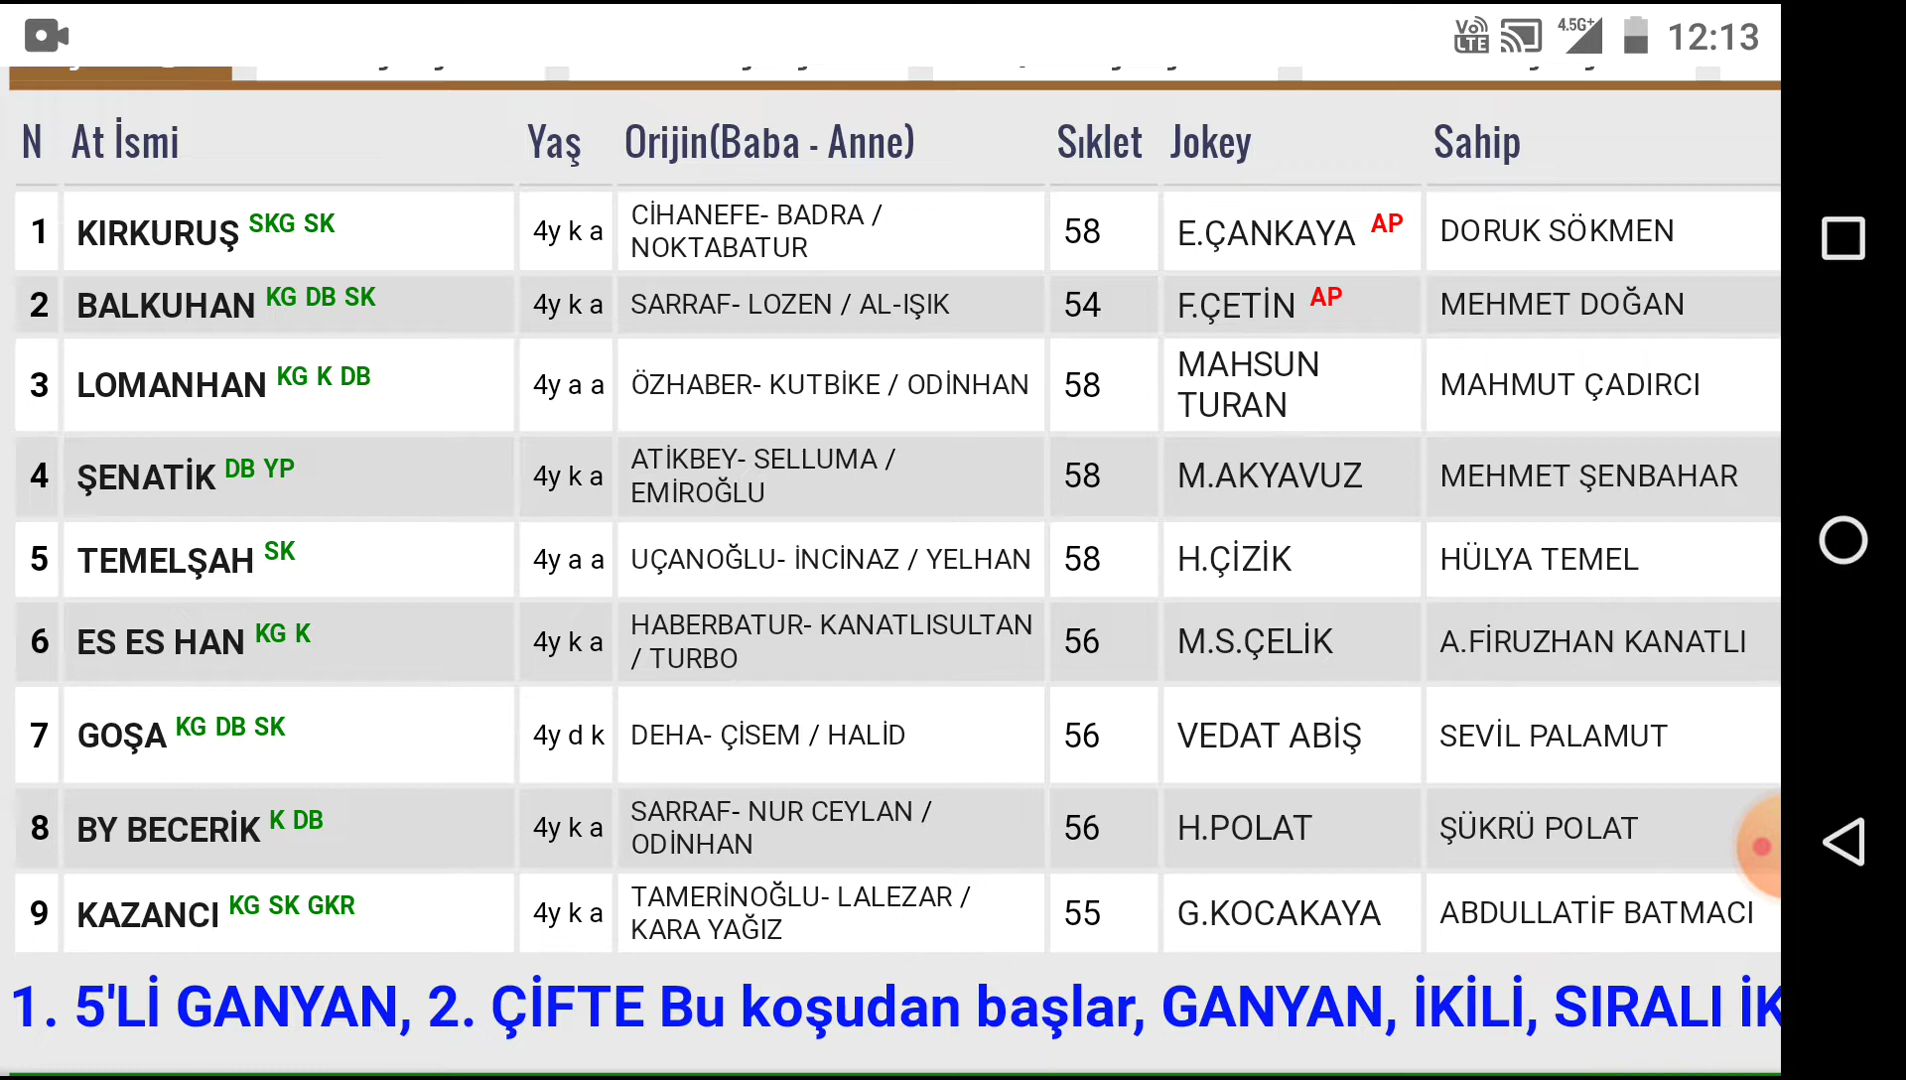 VoLTE 4.5G+ 12:13
N At İsmi Yaş Orijin(Baba - Anne) Sıklet Jokey Sahip
1 KIRKURUŞ SKG SK 4y k a CİHANEFE- BADRA / NOKTABATUR 58 E.ÇANKAYA AP DORUK SÖKMEN
2 BALKUHAN KG DB SK 4y k a SARRAF- LOZEN / AL-IŞIK 54 F.ÇETİN AP MEHMET DOĞAN
3 LOMANHAN KG K DB 4y a a ÖZHABER- KUTBİKE / ODİNHAN 58 MAHSUN TURAN MAHMUT ÇADIRCI
4 ŞENATİK DB YP 4y k a ATİKBEY- SELLUMA / EMİROĞLU 58 M.AKYAVUZ MEHMET ŞENBAHAR
5 TEMELŞAH SK 4y a a UÇANOĞLU- İNCİNAZ / YELHAN 58 H.ÇİZİK HÜLYA TEMEL
6 ES ES HAN KG K 4y k a HABERBATUR- KANATLISULTAN / TURBO 56 M.S.ÇELİK A.FİRUZHAN KANATLI
7 GOŞA KG DB SK 4y d k DEHA- ÇİSEM / HALİD 56 VEDAT ABİŞ SEVİL PALAMUT
8 BY BECERİK K DB 4y k a SARRAF- NUR CEYLAN / ODİNHAN 56 H.POLAT ŞÜKRÜ POLAT
9 KAZANCI KG SK GKR 4y k a TAMERİNOĞLU- LALEZAR / KARA YAĞIZ 55 G.KOCAKAYA ABDULLATİF BATMACI
1. 5'Lİ GANYAN, 2. ÇİFTE Bu koşudan başlar, GANYAN, İKİLİ, SIRALI İK